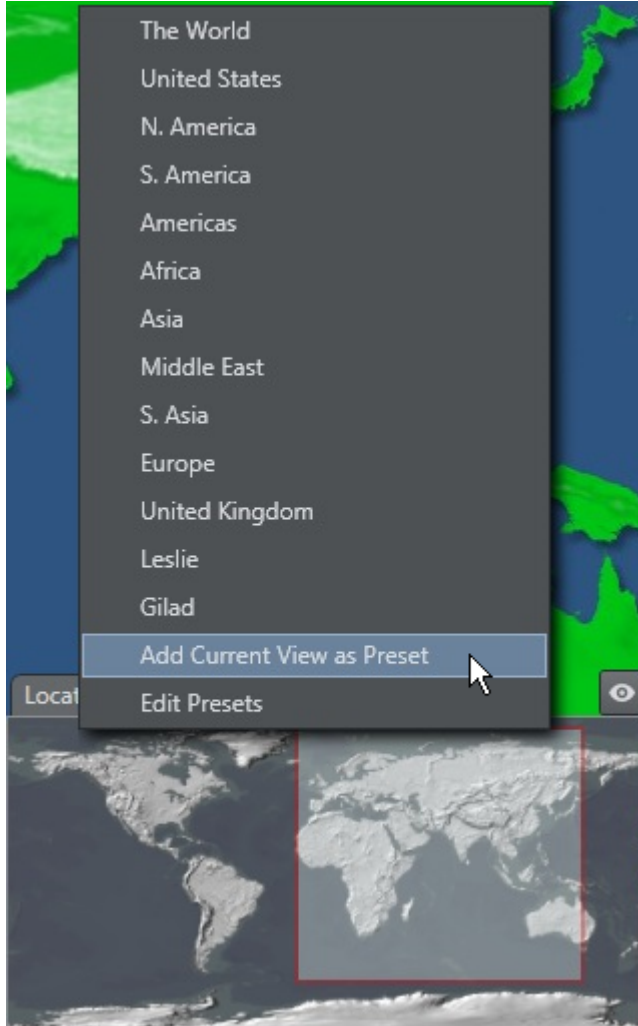 The World
United States
N. America
S. America
Americas
Africa
Asia
Middle East
S. Asia
Europe
United Kingdom
Leslie
Gilad
Add Current View as Preset
Locat
Edit Presets